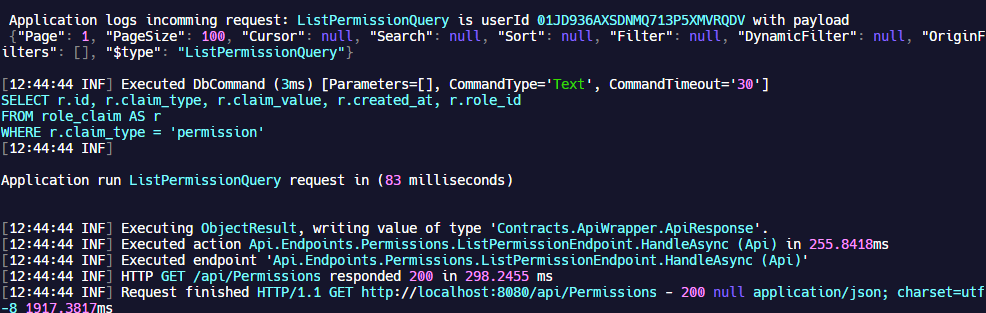 Application logs incomming request: ListPermissionQuery is userId 01JD936AXSDNMQ713P5XMVRQDV with payload
{"Page": 1, "PageSize": 100, "Cursor": null, "Search": null, "Sort": null, "Filter": null, "DynamicFilter": null, "OriginF
ilters": [], "$type": "ListPermissionQuery"}
[12:44:44 INF] Executed DbCommand (3ms) [Parameters=[], CommandType='Text', CommandTimeout='30']
SELECT r.id, r.claim_type, r.claim_value, r.created_at, r.role_id
FROM role_claim AS r
WHERE r.claim_type = 'permission'
[12:44:44 INF]
Application run ListPermissionQuery request in (83 milliseconds)
[12:44:44 INF] Executing ObjectResult, writing value of type 'Contracts.ApiWrapper.ApiResponse'.
[12:44:44 INF] Executed action Api.Endpoints.Permissions.ListPermissionEndpoint.HandleAsync (Api) in 255.8418ms
[12:44:44 INF] Executed endpoint 'Api.Endpoints.Permissions.ListPermissionEndpoint.HandleAsync (Api)'
[12:44:44 INF] HTTP GET /api/Permissions responded 200 in 298.2455 ms
[12:44:44 INF] Request finished HTTP/1.1 GET http://localhost:8080/api/Permissions - 200 null application/json; charset=utf
-8 1917.3817ms